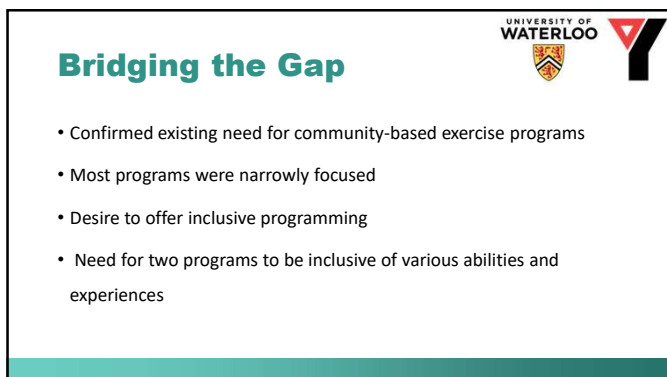 UNIVERSITY OF
WATERLOO
Bridging the Gap
• Confirmed existing need for community-based exercise programs
• Most programs were narrowly focused
• Desire to offer inclusive programming
• Need for two programs to be inclusive of various abilities and
experiences